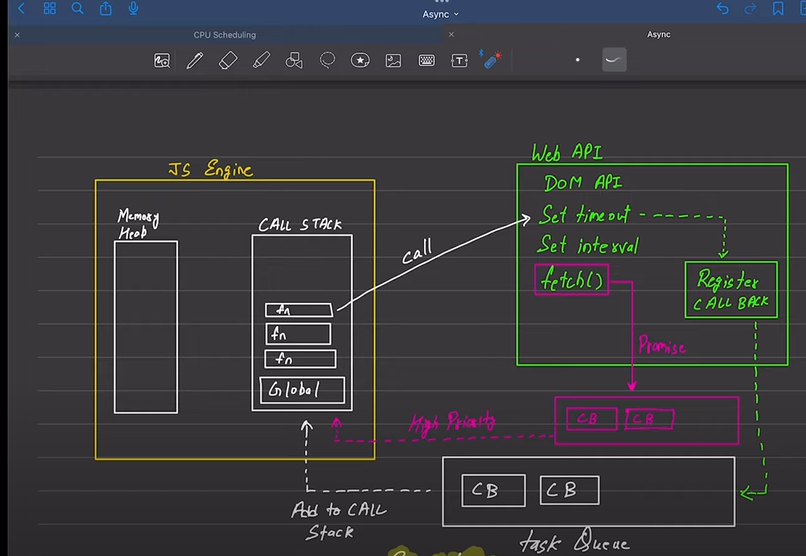 Async
CPU Scheduling
Async
JS Engine
Memory
Heap
CALL STACK
fn
fn
fn
Global
call
Web API
DOM API
Set timeout
Set interval
fetch()
Register
CALL BACK
Promise
High Priority
CB
CB
CB
CB
Add to CALL
Stack
task Queue